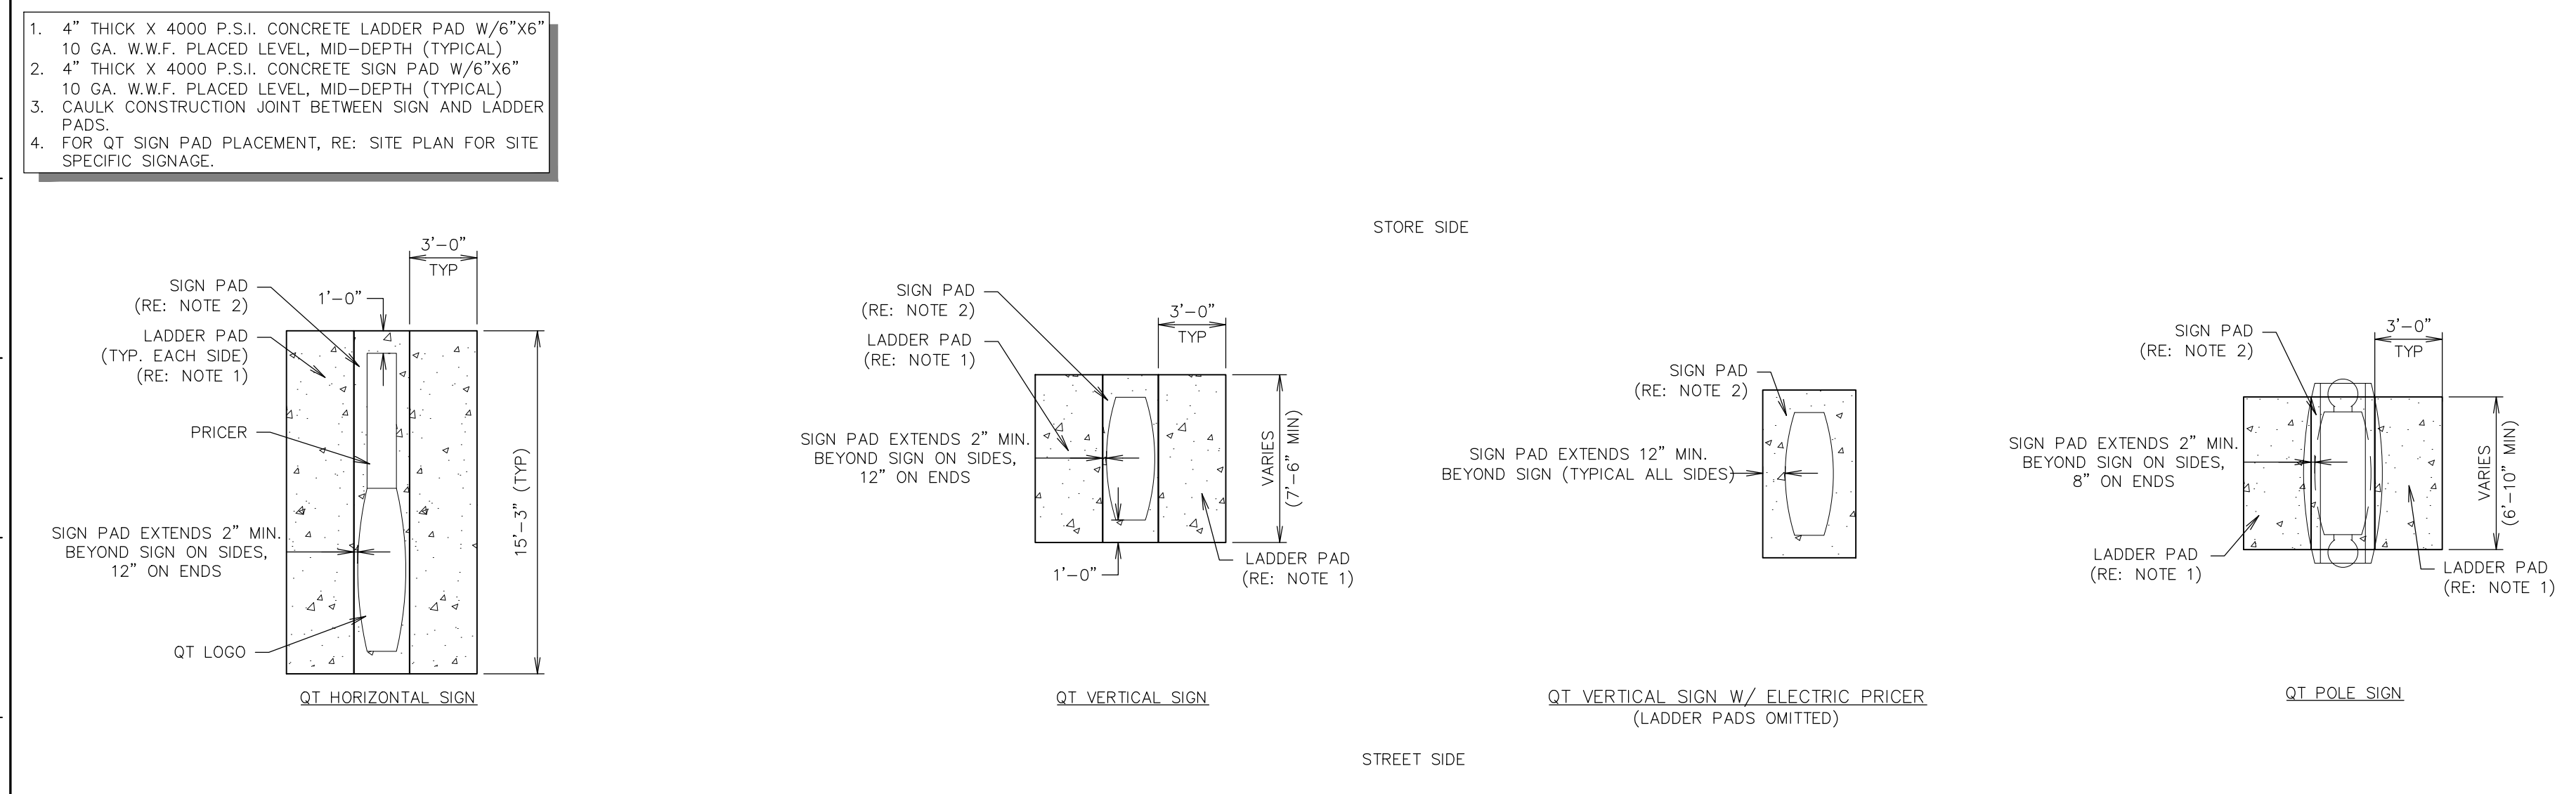 1. 4" THICK X 4000 P.S.I. CONCRETE LADDER PAD W/6"X6"
10 GA. W.W.F. PLACED LEVEL, MID-DEPTH (TYPICAL)
2. 4" THICK X 4000 P.S.I. CONCRETE SIGN PAD W/6"X6"
10 GA. W.W.F. PLACED LEVEL, MID-DEPTH (TYPICAL)
3. CAULK CONSTRUCTION JOINT BETWEEN SIGN AND LADDER
PADS.
4. FOR QT SIGN PAD PLACEMENT, RE: SITE PLAN FOR SITE
SPECIFIC SIGNAGE.
STORE SIDE
3'-0"
TYP
SIGN PAD
(RE: NOTE 2)
1'-0"
LADDER PAD
(TYP. EACH SIDE)
(RE: NOTE 1)
PRICER
15'-3" (TYP)
SIGN PAD EXTENDS 2" MIN.
BEYOND SIGN ON SIDES,
12" ON ENDS
QT LOGO
QT HORIZONTAL SIGN
SIGN PAD
(RE: NOTE 2)
3'-0"
TYP
LADDER PAD
(RE: NOTE 1)
SIGN PAD EXTENDS 2" MIN.
BEYOND SIGN ON SIDES,
12" ON ENDS
VARIES
(7'-6" MIN)
1'-0"
LADDER PAD
(RE: NOTE 1)
QT VERTICAL SIGN
SIGN PAD
(RE: NOTE 2)
SIGN PAD EXTENDS 12" MIN.
BEYOND SIGN (TYPICAL ALL SIDES)
QT VERTICAL SIGN W/ ELECTRIC PRICER
(LADDER PADS OMITTED)
SIGN PAD
(RE: NOTE 2)
3'-0"
TYP
SIGN PAD EXTENDS 2" MIN.
BEYOND SIGN ON SIDES,
8" ON ENDS
VARIES
(6'-10" MIN)
LADDER PAD
(RE: NOTE 1)
LADDER PAD
(RE: NOTE 1)
QT POLE SIGN
STREET SIDE